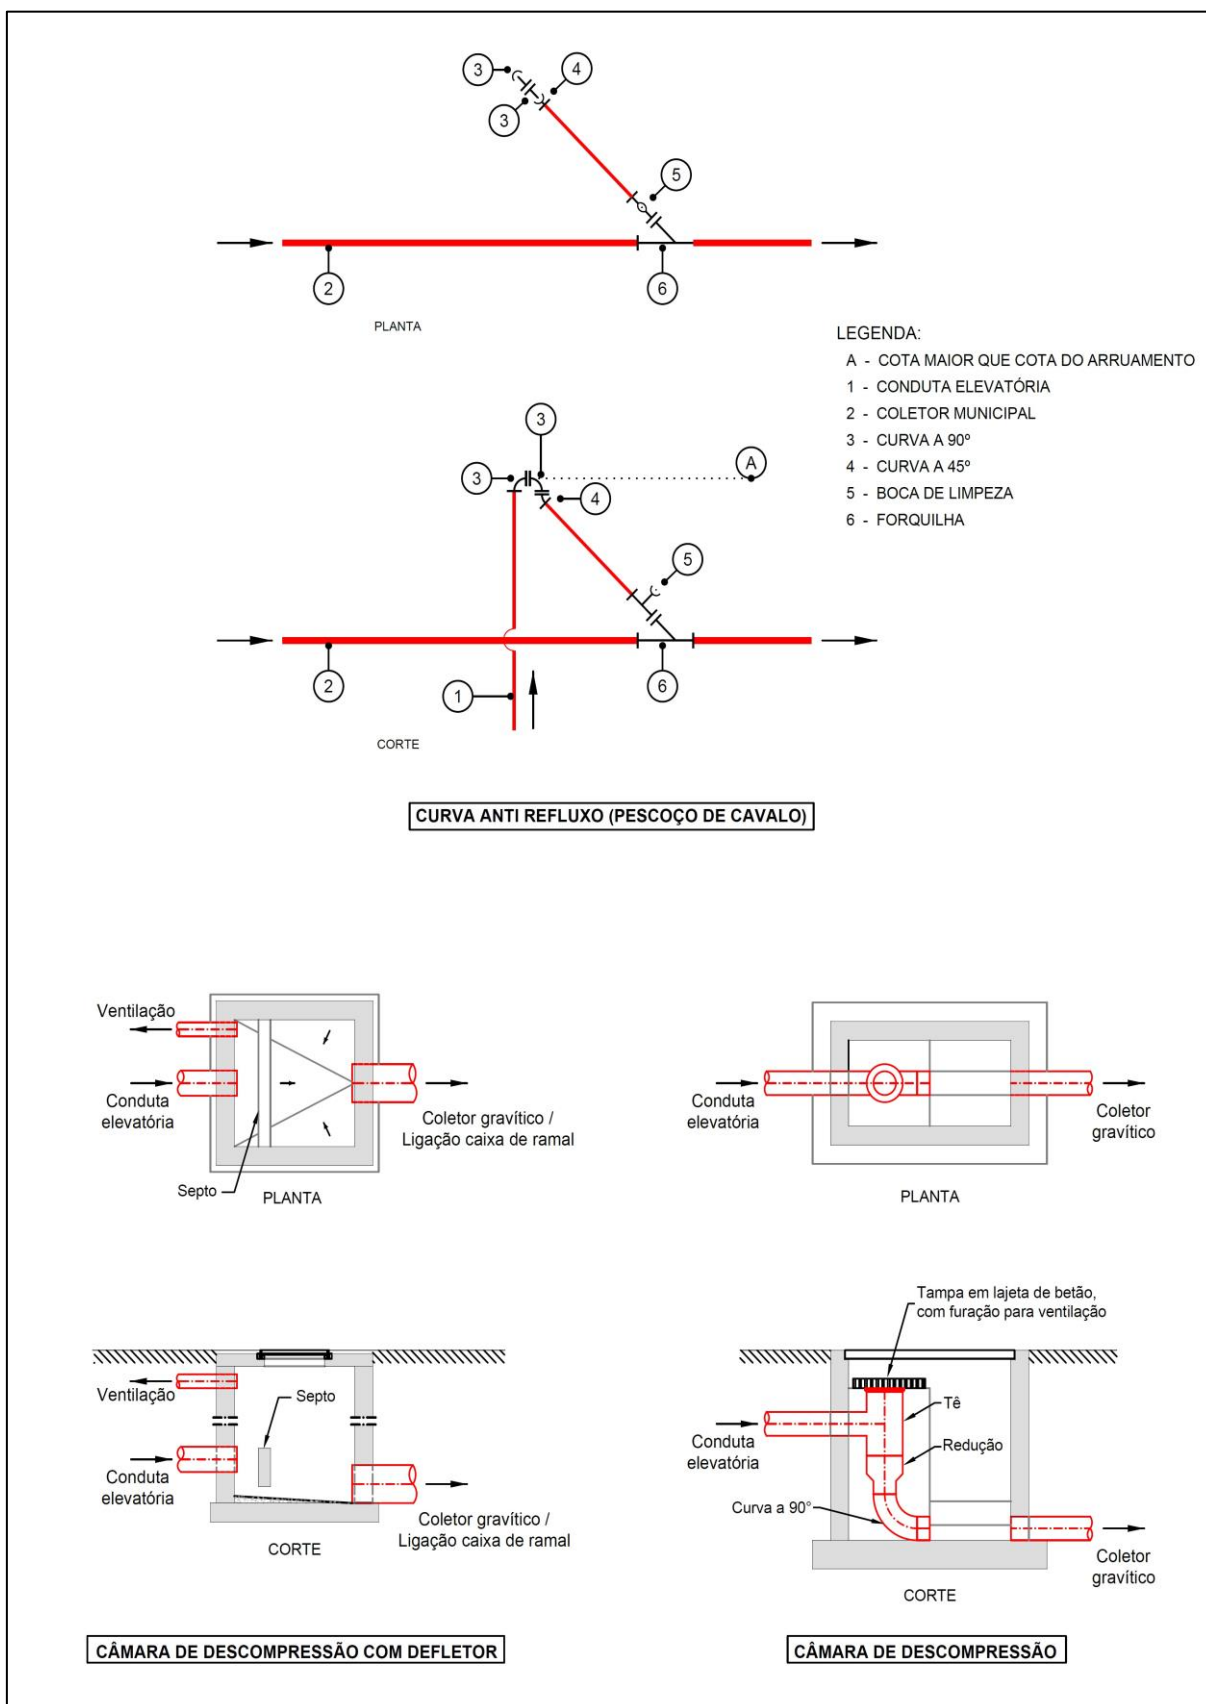 3
4
3
5
2
6
PLANTA
LEGENDA:
A - COTA MAIOR QUE COTA DO ARRUAMENTO
1 - CONDUTA ELEVATÓRIA
2 - COLETOR MUNICIPAL
3 - CURVA A 90º
4 - CURVA A 45º
5 - BOCA DE LIMPEZA
6 - FORQUILHA
3
3
A
4
5
2
6
1
CORTE
CURVA ANTI REFLUXO (PESCOÇO DE CAVALO)
Ventilação
Conduta
elevatória
Coletor gravítico /
Ligação caixa de ramal
Septo
PLANTA
Conduta
elevatória
Coletor
gravítico
PLANTA
Ventilação
Septo
Conduta
elevatória
Coletor gravítico /
Ligação caixa de ramal
CORTE
CÂMARA DE DESCOMPRESSÃO COM DEFLETOR
Tampa em lajeta de betão,
com furação para ventilação
Tê
Conduta
elevatória
Redução
Curva a 90°
Coletor
gravítico
CORTE
CÂMARA DE DESCOMPRESSÃO